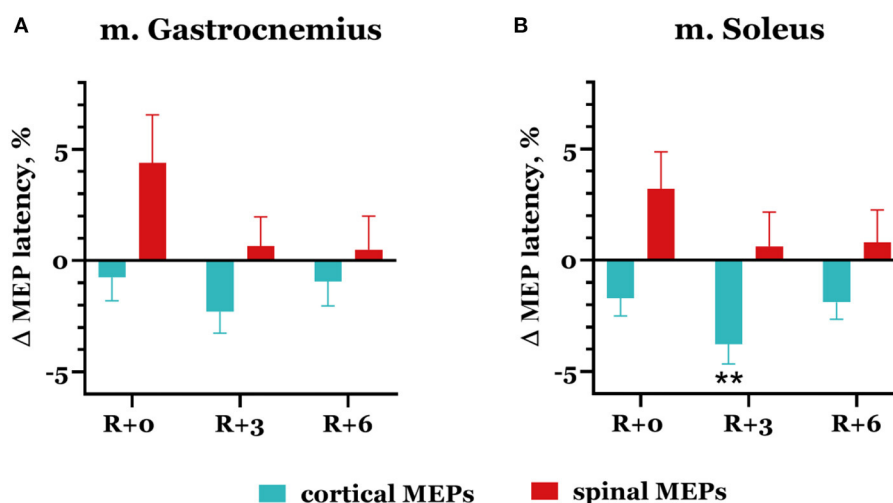 A m. Gastrocnemius
Δ MEP latency, %
5
0
-5
R+0 R+3 R+6
B m. Soleus
Δ MEP latency, %
5
0
-5
**
R+0 R+3 R+6
cortical MEPs spinal MEPs